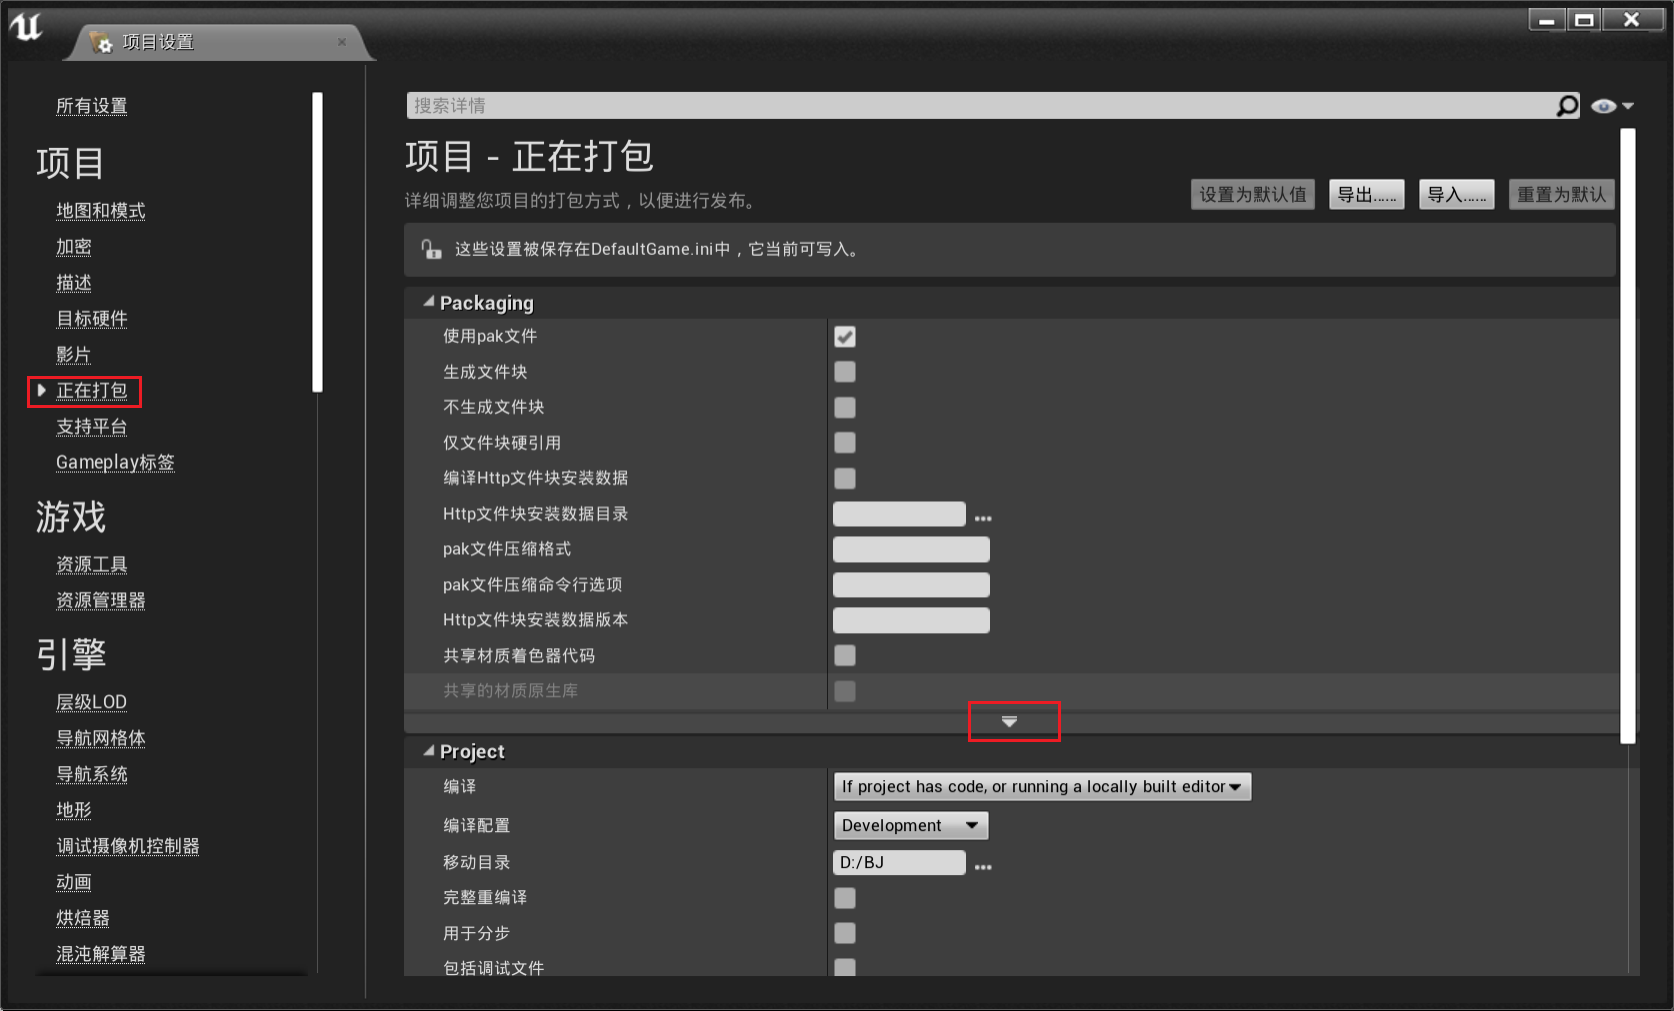 项目设置
所有设置
项目
地图和模式
加密
描述
目标硬件
影片
正在打包
支持平台
Gameplay标签
游戏
资源工具
资源管理器
引擎
层级LOD
导航网格体
导航系统
地形
调试摄像机控制器
动画
烘焙器
混沌解算器
搜索详情
项目 - 正在打包
详细调整您项目的打包方式，以便进行发布。
设置为默认值
导出......
导入......
重置为默认
这些设置被保存在DefaultGame.ini中，它当前可写入。
Packaging
使用pak文件
生成文件块
不生成文件块
仅文件块硬引用
编译Http文件块安装数据
Http文件块安装数据目录
pak文件压缩格式
pak文件压缩命令行选项
Http文件块安装数据版本
共享材质着色器代码
共享的材质原生库
Project
编译 If project has code, or running a locally built editor
编译配置 Development
移动目录 D:/BJ
完整重编译
用于分步
包括调试文件